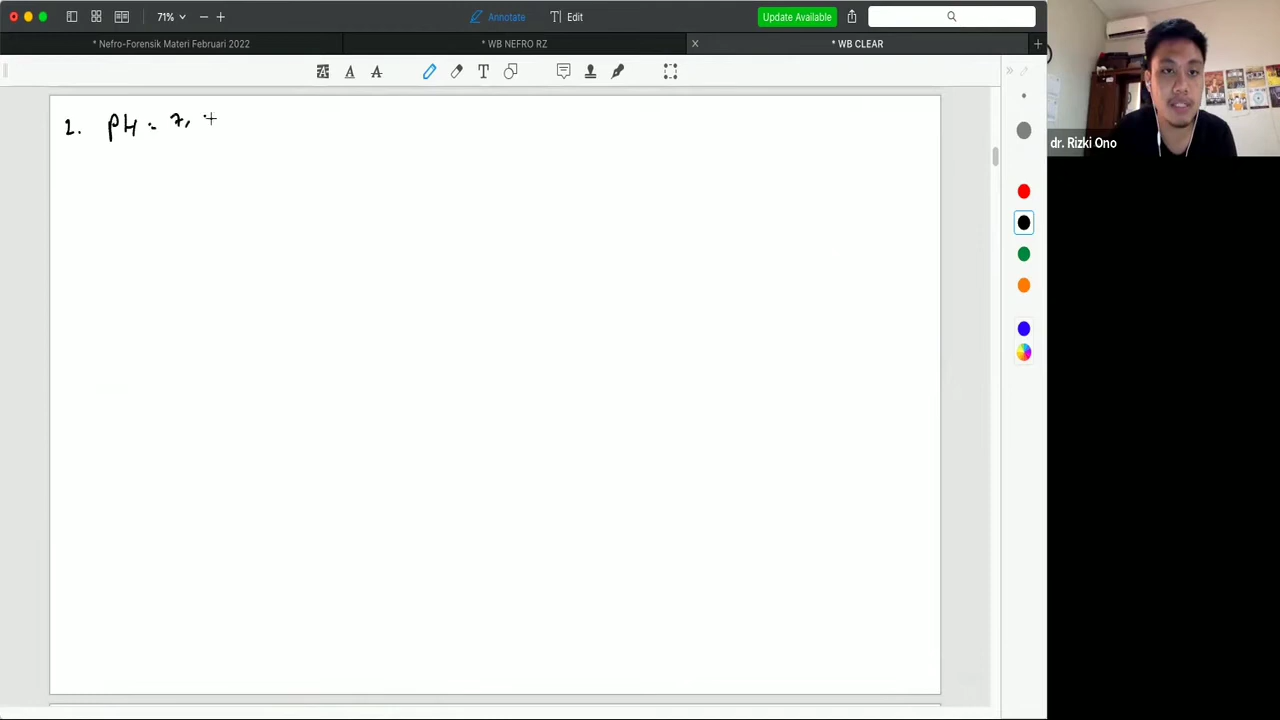 71%
Annotate
Edit
Update Available
* Nefro-Forensik Materi Februari 2022
* WB NEFRO RZ
* WB CLEAR
2. pH : 7,
dr. Rizki Ono